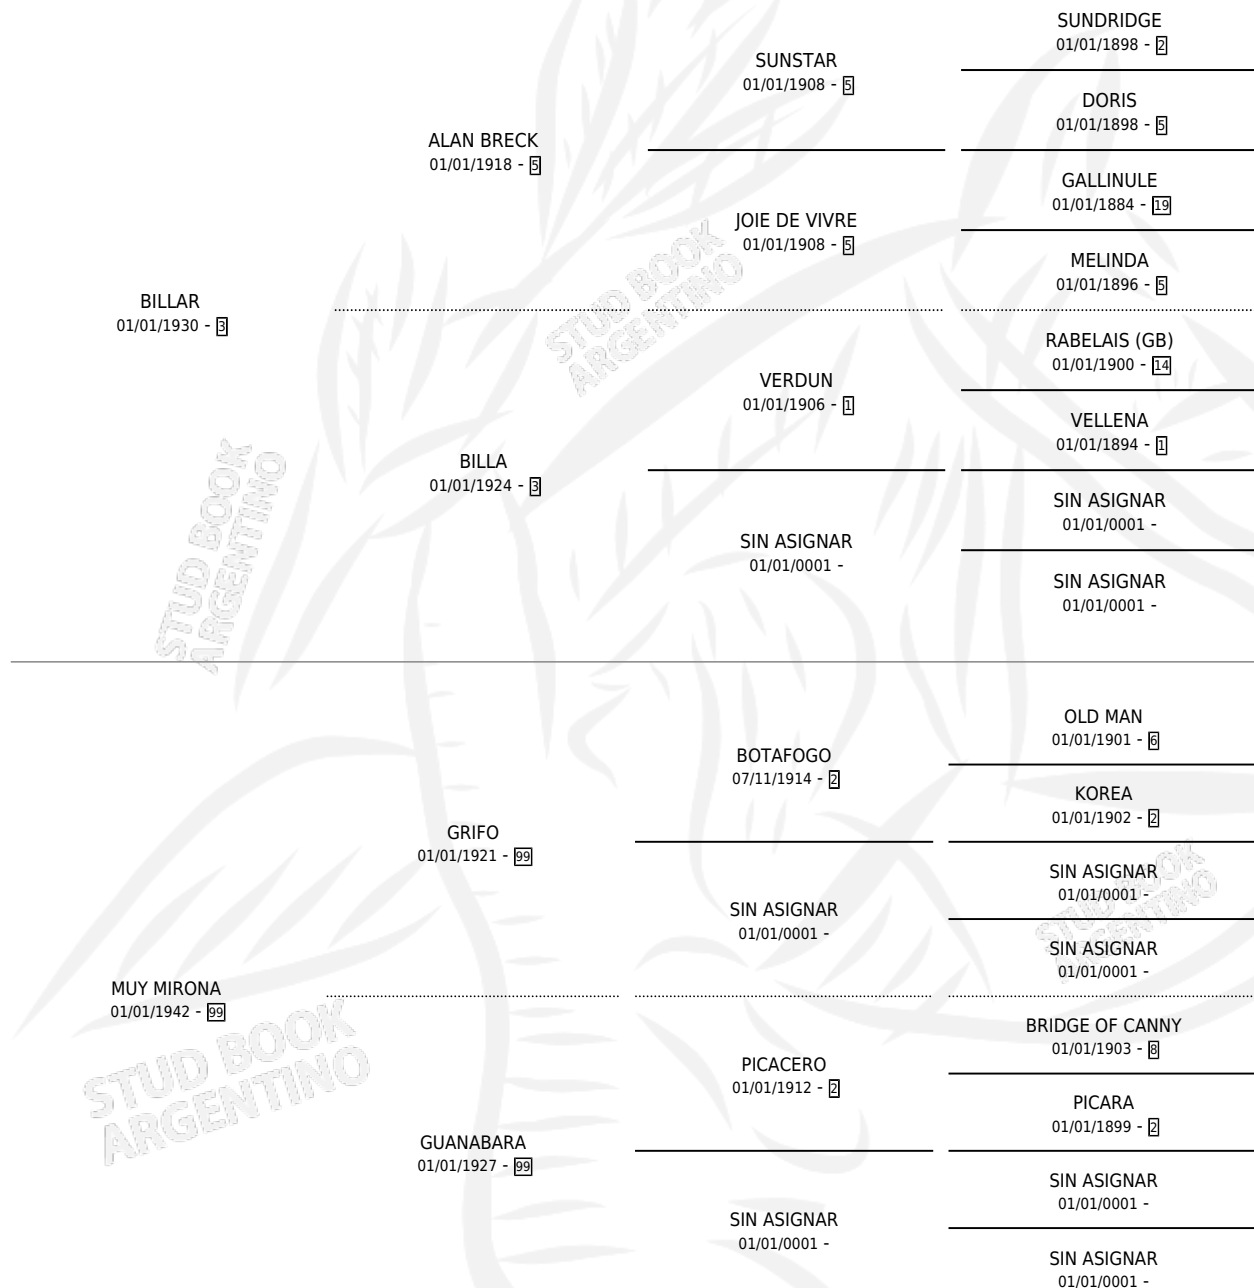 SUNDRIDGE
01/01/1898 - 2
SUNSTAR
01/01/1908 - 5
DORIS
01/01/1898 - 5
ALAN BRECK
01/01/1918 - 5
GALLINULE
01/01/1884 - 19
JOIE DE VIVRE
01/01/1908 - 5
MELINDA
01/01/1896 - 5
BILLAR
01/01/1930 - 3
RABELAIS (GB)
01/01/1900 - 14
VERDUN
01/01/1906 - 1
VELLENA
01/01/1894 - 1
BILLA
01/01/1924 - 3
SIN ASIGNAR
01/01/0001 -
SIN ASIGNAR
01/01/0001 -
SIN ASIGNAR
01/01/0001 -
OLD MAN
01/01/1901 - 6
BOTAFOGO
07/11/1914 - 2
KOREA
01/01/1902 - 2
GRIFO
01/01/1921 - 99
SIN ASIGNAR
01/01/0001 -
SIN ASIGNAR
01/01/0001 -
SIN ASIGNAR
01/01/0001 -
MUY MIRONA
01/01/1942 - 99
BRIDGE OF CANNY
01/01/1903 - 8
PICACERO
01/01/1912 - 2
PICARA
01/01/1899 - 2
GUANABARA
01/01/1927 - 99
SIN ASIGNAR
01/01/0001 -
SIN ASIGNAR
01/01/0001 -
SIN ASIGNAR
01/01/0001 -
STUD BOOK
ARGENTINO
STUD BOOK
ARGENTINO
STUD BOOK
ARGENTINO
STUD BOOK
ARGENTINO